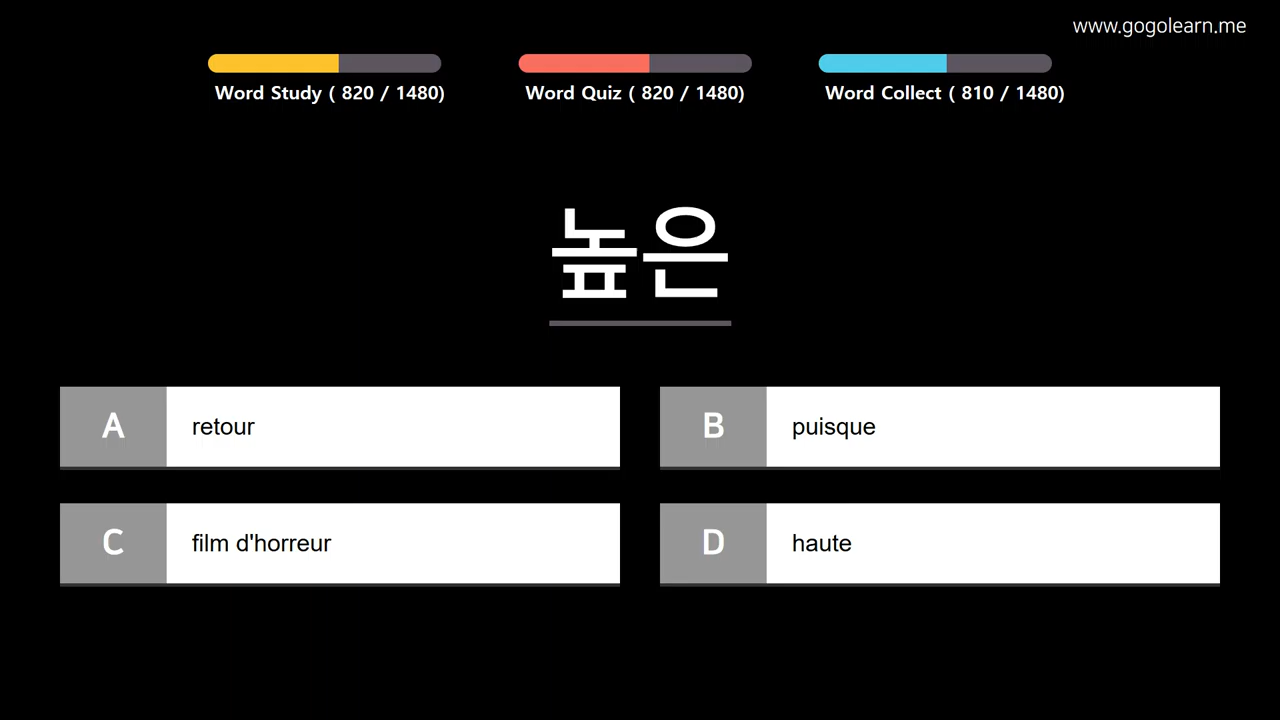 www.gogolearn.me
Word Study ( 820 / 1480)
Word Quiz ( 820 / 1480)
Word Collect ( 810 / 1480)
높은
A
retour
B
puisque
C
film d'horreur
D
haute